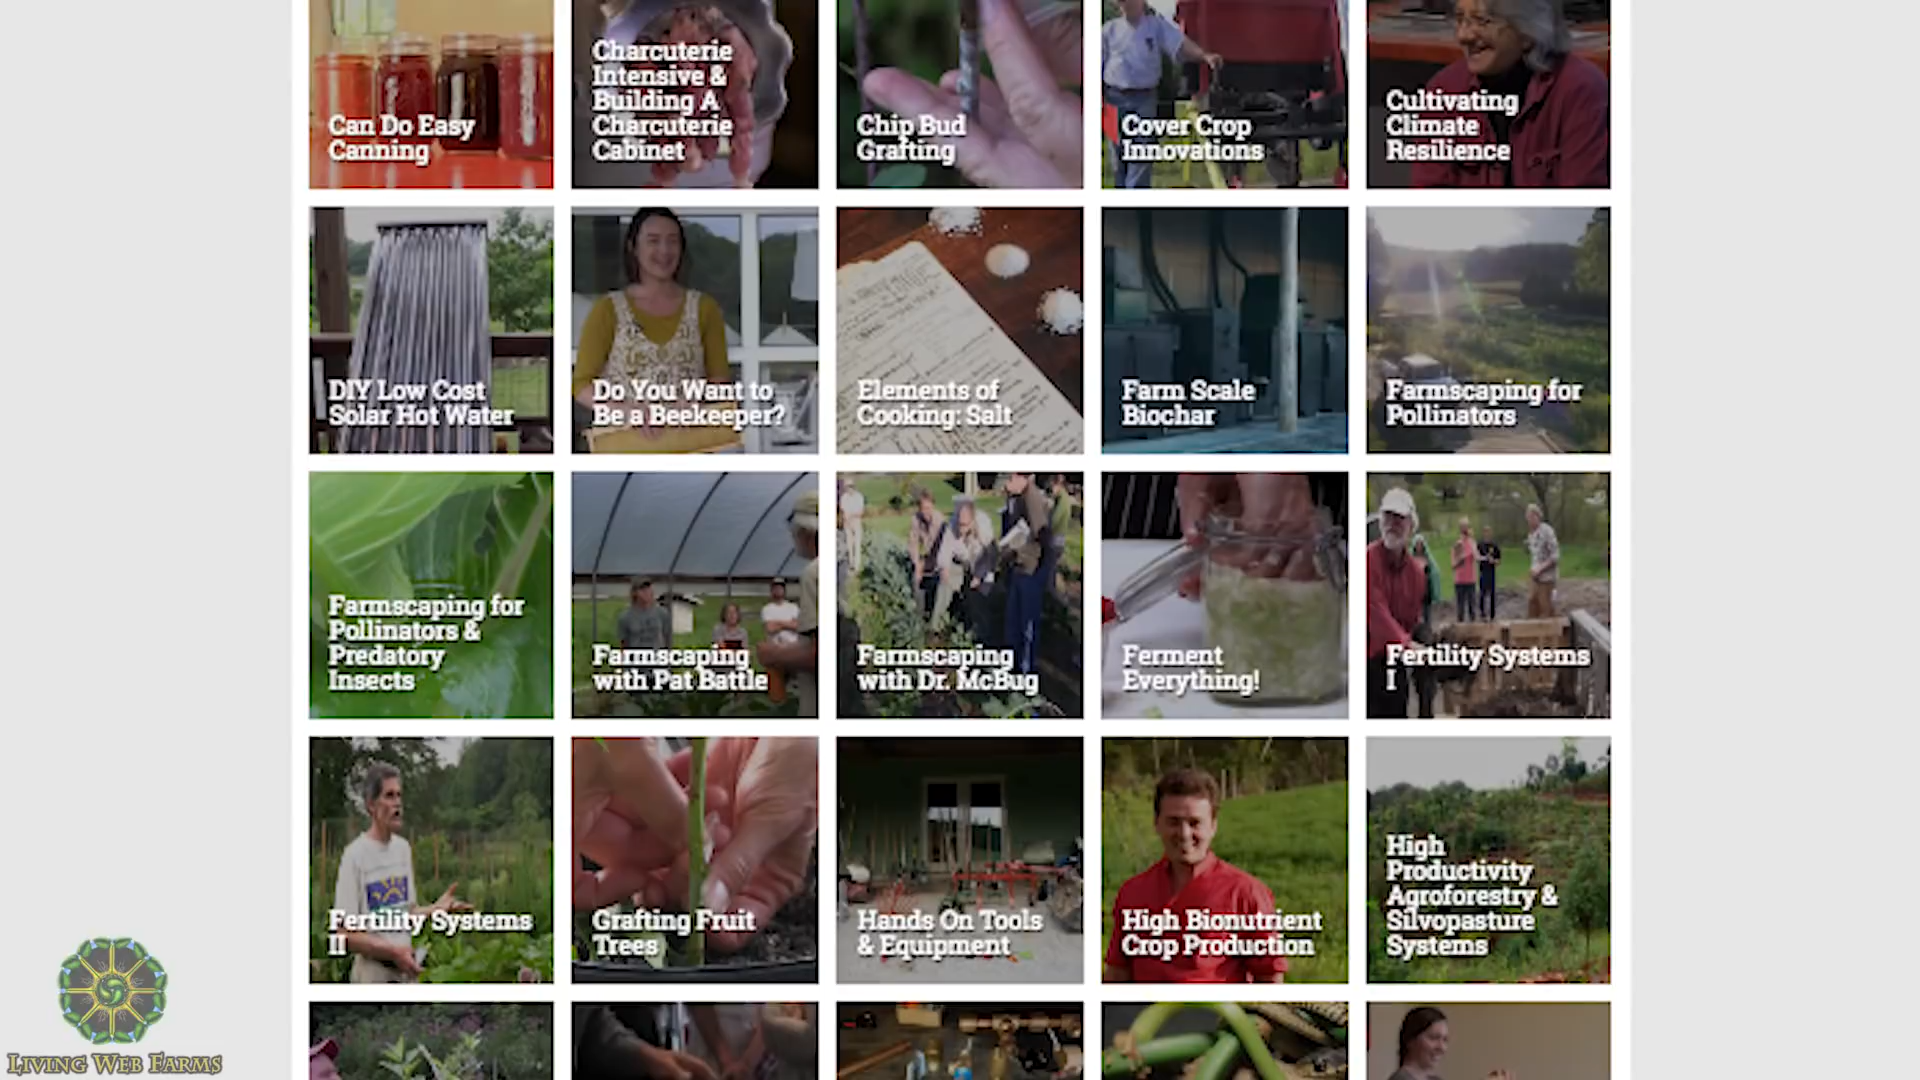 Can Do Easy
Canning
Charcuterie
Intensive &
Building A
Charcuterie
Cabinet
Chip Bud
Grafting
Cover Crop
Innovations
Cultivating
Climate
Resilience
DIY Low Cost
Solar Hot Water
Do You Want to
Be a Beekeeper?
Elements of
Cooking: Salt
Farm Scale
Biochar
Farmscaping for
Pollinators
Farmscaping for
Pollinators &
Predatory
Insects
Farmscaping
with Pat Battle
Farmscaping
with Dr. McBug
Ferment
Everything!
Fertility Systems
I
Fertility Systems
II
Grafting Fruit
Trees
Hands On Tools
& Equipment
High Bionutrient
Crop Production
High
Productivity
Agroforestry &
Silvopasture
Systems
LIVING WEB FARMS